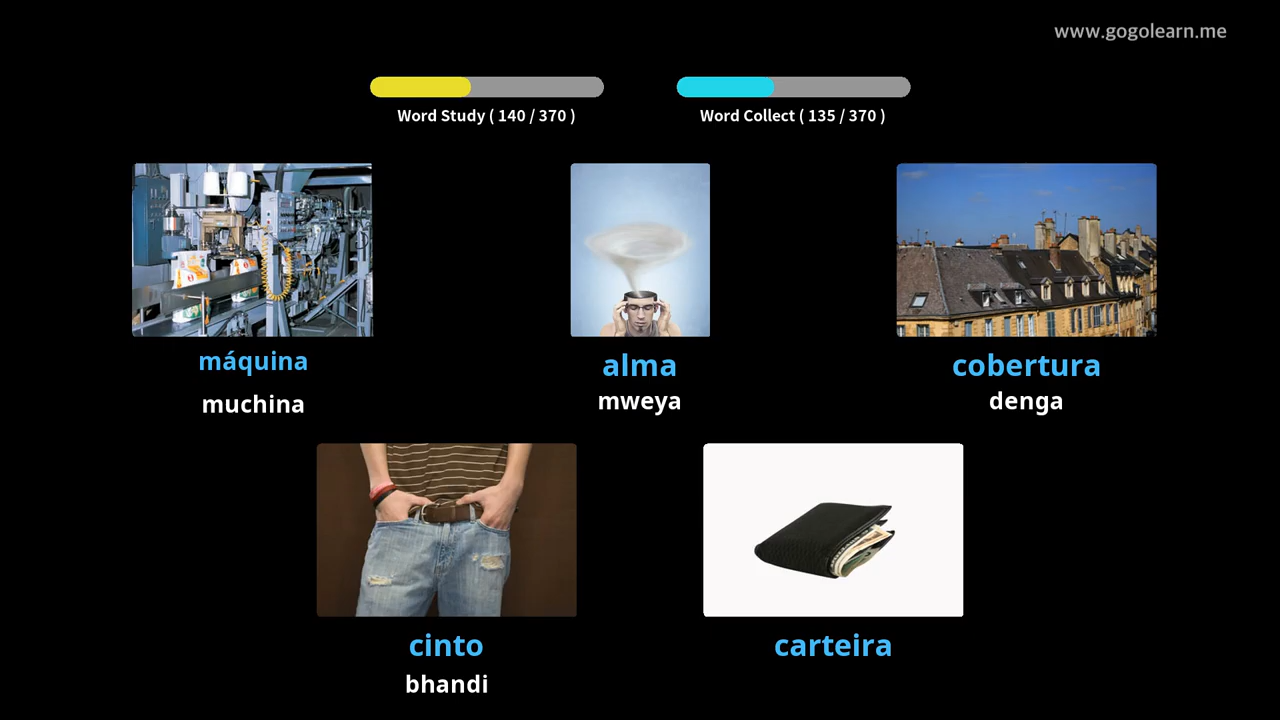 www.gogolearn.me
Word Study ( 140 / 370 )
Word Collect ( 135 / 370 )
máquina
muchina
alma
mweya
cobertura
denga
cinto
bhandi
carteira